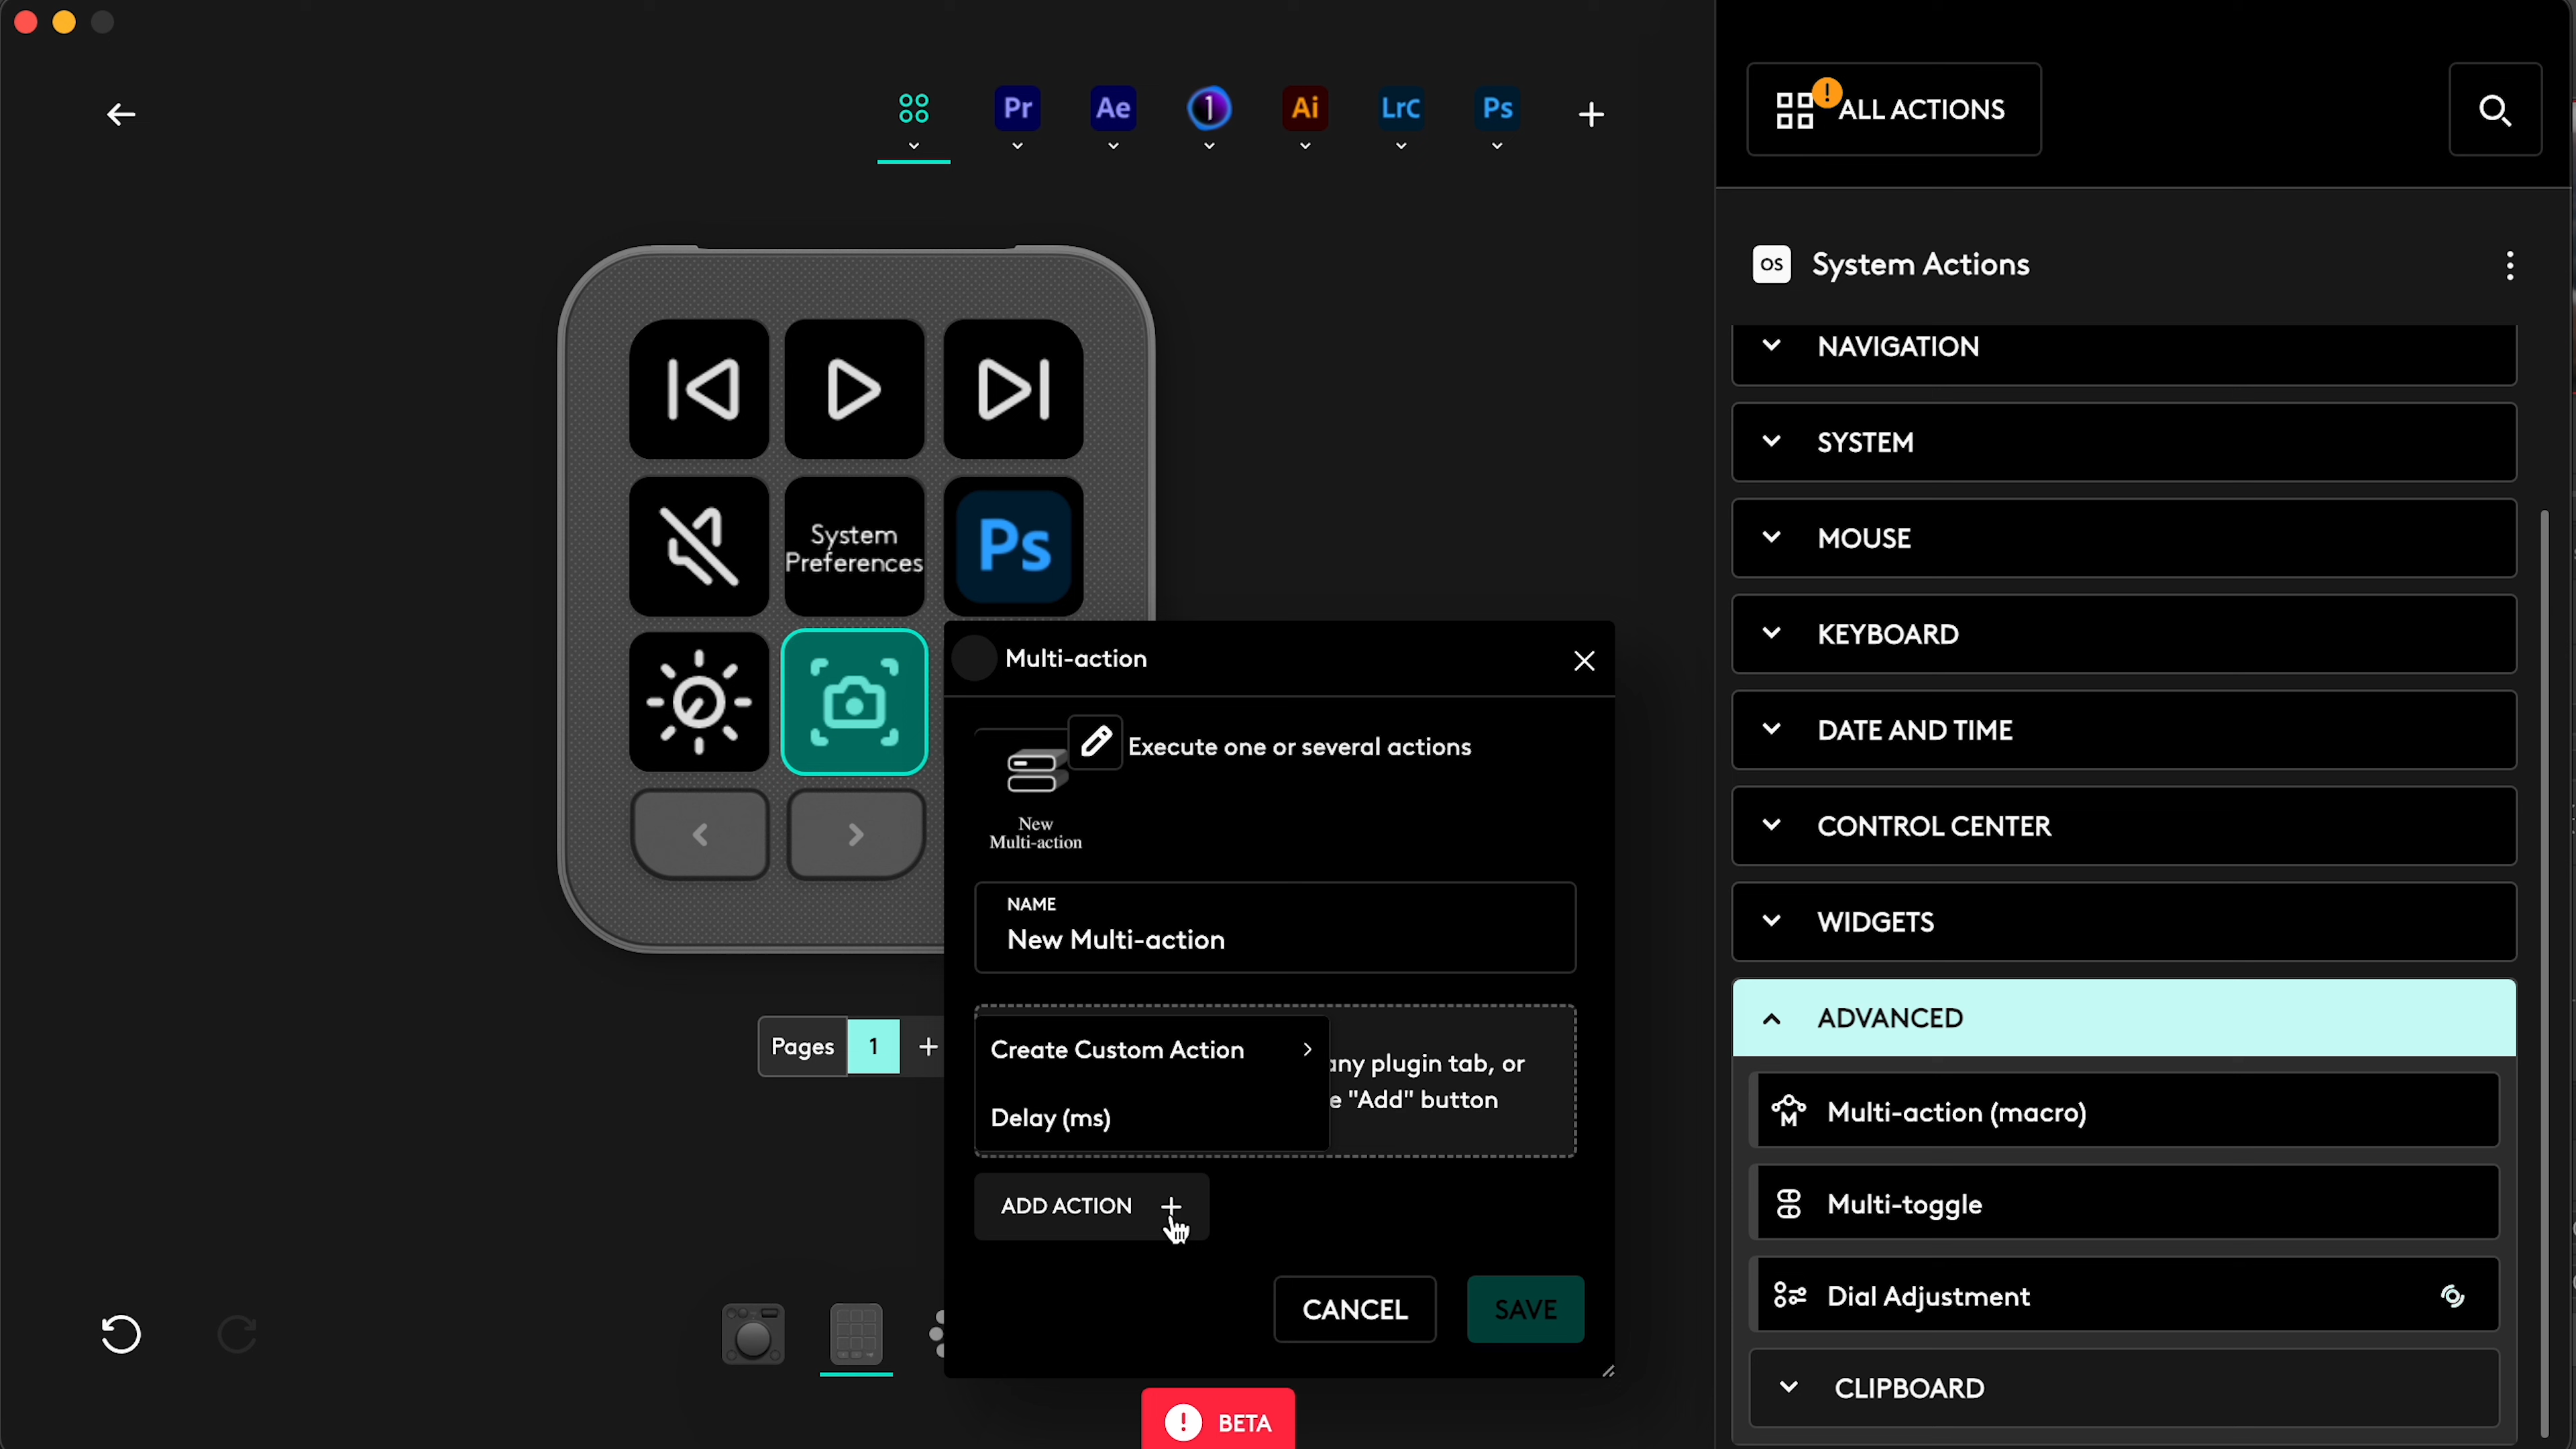 Pr Ae 1 Ai LrC Ps
! ALL ACTIONS
OS System Actions
NAVIGATION
SYSTEM
MOUSE
KEYBOARD
DATE AND TIME
CONTROL CENTER
WIDGETS
ADVANCED
Multi-action (macro)
Multi-toggle
Dial Adjustment
CLIPBOARD
System
Preferences
Ps
Multi-action
Execute one or several actions
New
Multi-action
NAME
New Multi-action
Create Custom Action
Delay (ms)
any plugin tab, or
e "Add" button
ADD ACTION
CANCEL
SAVE
Pages 1
! BETA